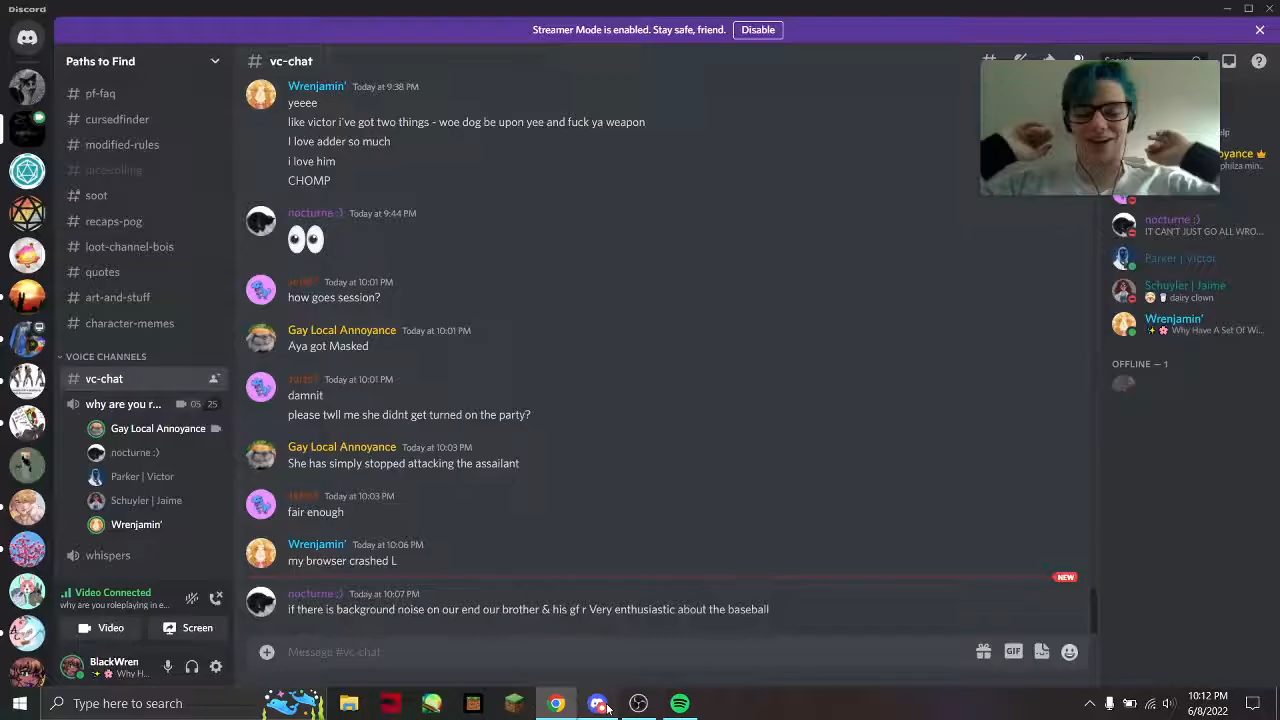 Discord
Streamer Mode is enabled. Stay safe, friend.
Disable
Paths to Find
pf-faq
cursedfinder
modified-rules
soot
recaps-pog
loot-channel-bois
quotes
art-and-stuff
character-memes
VOICE CHANNELS
vc-chat
why are you r... 05 25
Gay Local Annoyance
nocturne :)
Parker | Victor
Schuyler | Jaime
Wrenjamin'
whispers
Video Connected
why are you roleplaying in e...
Video
Screen
BlackWren
Why H...
# vc-chat
Search
Wrenjamin' Today at 9:38 PM
yeeee
like victor i've got two things - woe dog be upon yee and fuck ya weapon
I love adder so much
i love him
CHOMP
nocturne :) Today at 9:44 PM
Today at 10:01 PM
how goes session?
Gay Local Annoyance Today at 10:01 PM
Aya got Masked
Today at 10:01 PM
damnit
please twll me she didnt get turned on the party?
Gay Local Annoyance Today at 10:03 PM
She has simply stopped attacking the assailant
Today at 10:03 PM
fair enough
Wrenjamin' Today at 10:06 PM
my browser crashed L
NEW
nocturne :) Today at 10:07 PM
if there is background noise on our end our brother & his gf r Very enthusiastic about the baseball
Message #vc-chat
GIF
elp
oyance
philza min...
nocturne :)
IT CAN'T JUST GO ALL WRO...
Parker | Victor
Schuyler | Jaime
dairy clown
Wrenjamin'
Why Have A Set Of Wi...
OFFLINE — 1
Type here to search
10:12 PM
6/8/2022